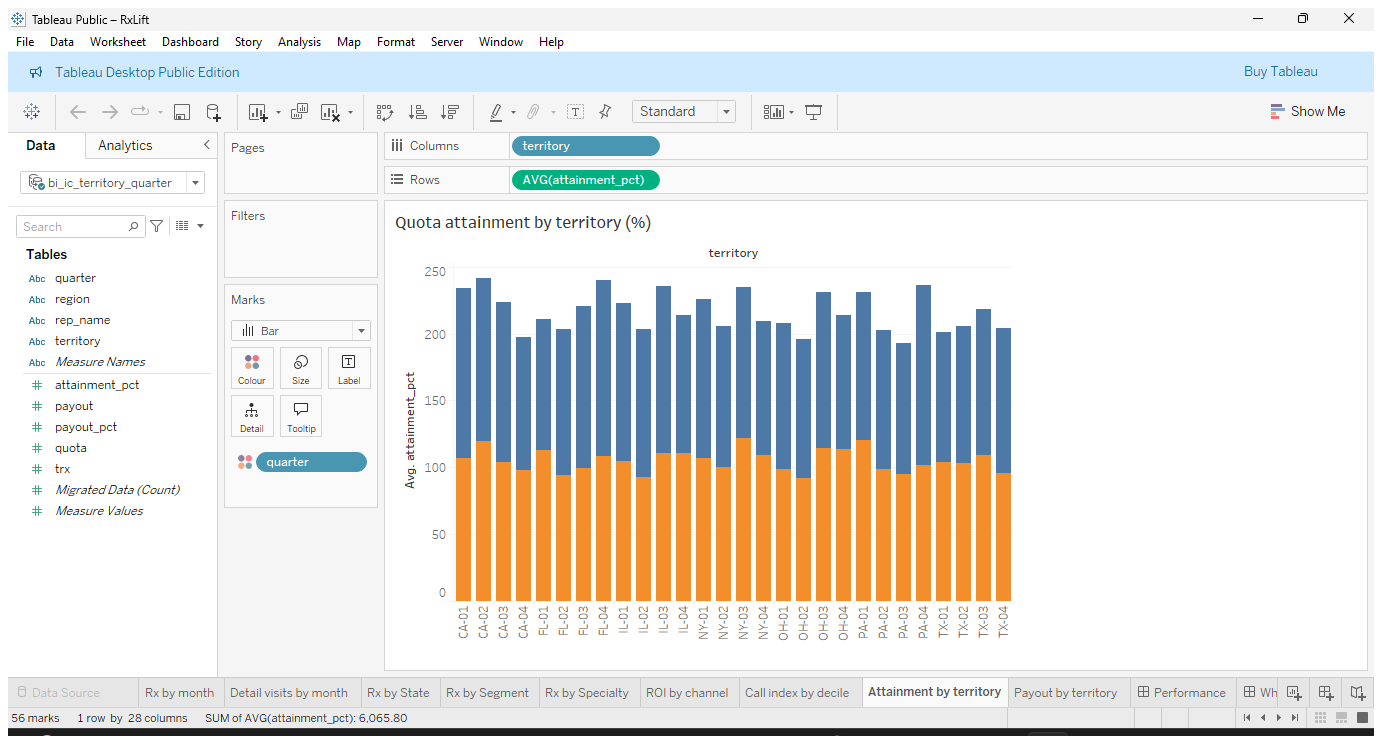 Tableau Public – RxLift
File Data Worksheet Dashboard Story Analysis Map Format Server Window Help
Tableau Desktop Public Edition
Buy Tableau
Standard
Show Me
Data
Analytics
bi_ic_territory_quarter
Search
Tables
Abc quarter
Abc region
Abc rep_name
Abc territory
Abc Measure Names
# attainment_pct
# payout
# payout_pct
# quota
# trx
# Migrated Data (Count)
# Measure Values
Pages
Filters
Marks
Bar
Colour Size Label
Detail Tooltip
quarter
Columns territory
Rows AVG(attainment_pct)
Quota attainment by territory (%)
territory
Avg. attainment_pct
250
200
150
100
50
0
CA-01 CA-02 CA-03 CA-04 FL-01 FL-02 FL-03 FL-04 IL-01 IL-02 IL-03 IL-04 NY-01 NY-02 NY-03 NY-04 OH-01 OH-02 OH-03 OH-04 PA-01 PA-02 PA-03 PA-04 TX-01 TX-02 TX-03 TX-04
Data Source Rx by month Detail visits by month Rx by State Rx by Segment Rx by Specialty ROI by channel Call index by decile Attainment by territory Payout by territory Performance Wh
56 marks 1 row by 28 columns SUM of AVG(attainment_pct): 6,065.80